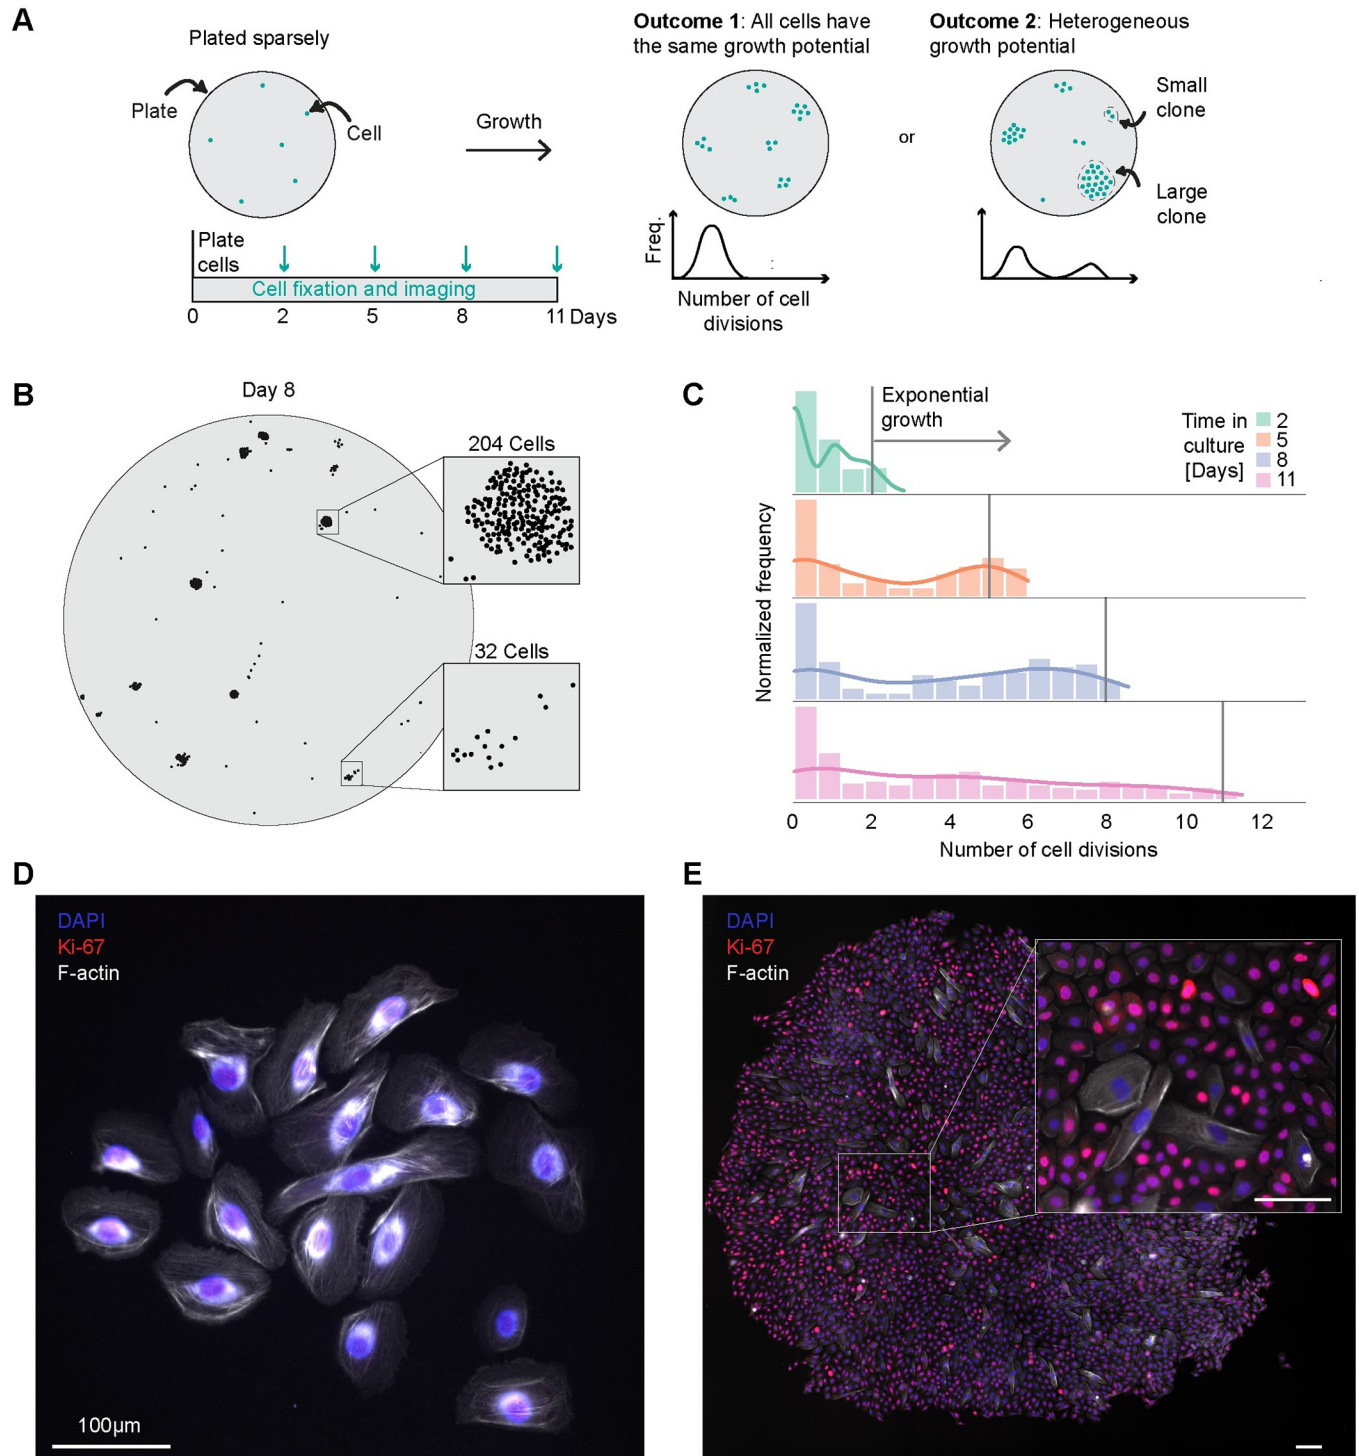 A
Plated sparsely
Plate
Cell
Growth
Plate
cells
Cell fixation and imaging
0 2 5 8 11 Days
Outcome 1: All cells have
the same growth potential
or
Outcome 2: Heterogeneous
growth potential
Small
clone
Large
clone
Freq.
Number of cell
divisions
B
Day 8
204 Cells
32 Cells
C
Exponential
growth
Time in
culture
[Days]
2
5
8
11
Normalized frequency
0 2 4 6 8 10 12
Number of cell divisions
D
DAPI
Ki-67
F-actin
100µm
E
DAPI
Ki-67
F-actin